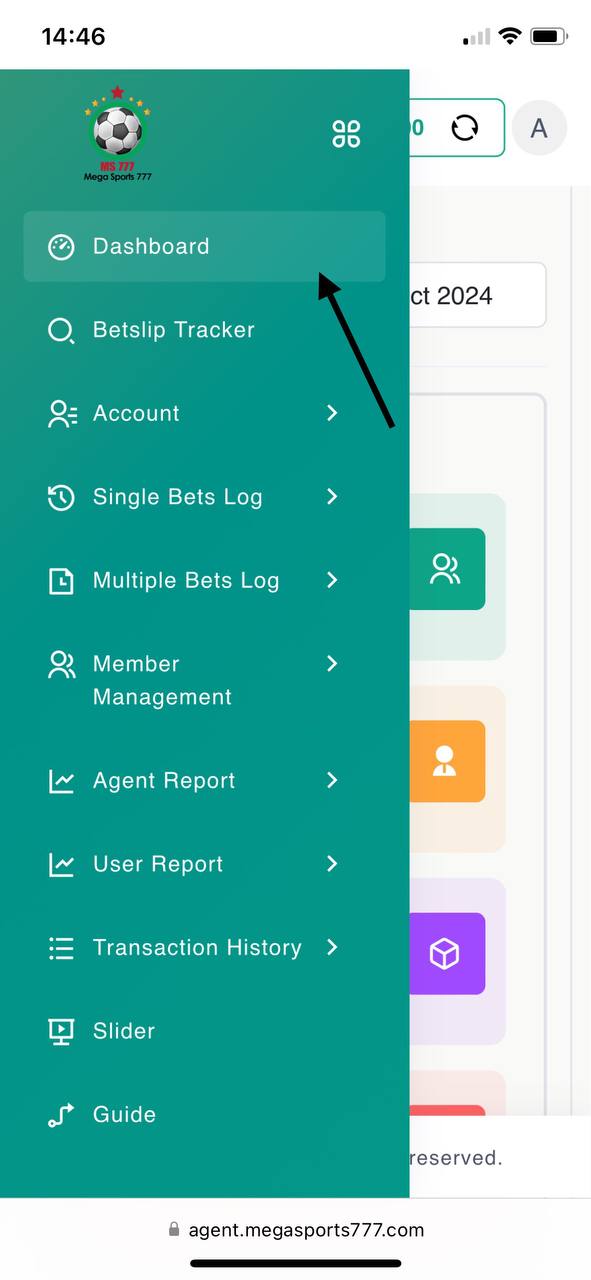 14:46
MS 777
Mega Sports 777
A
Dashboard
ct 2024
Betslip Tracker
Account
Single Bets Log
Multiple Bets Log
Member
Management
Agent Report
User Report
Transaction History
Slider
Guide
reserved.
agent.megasports777.com